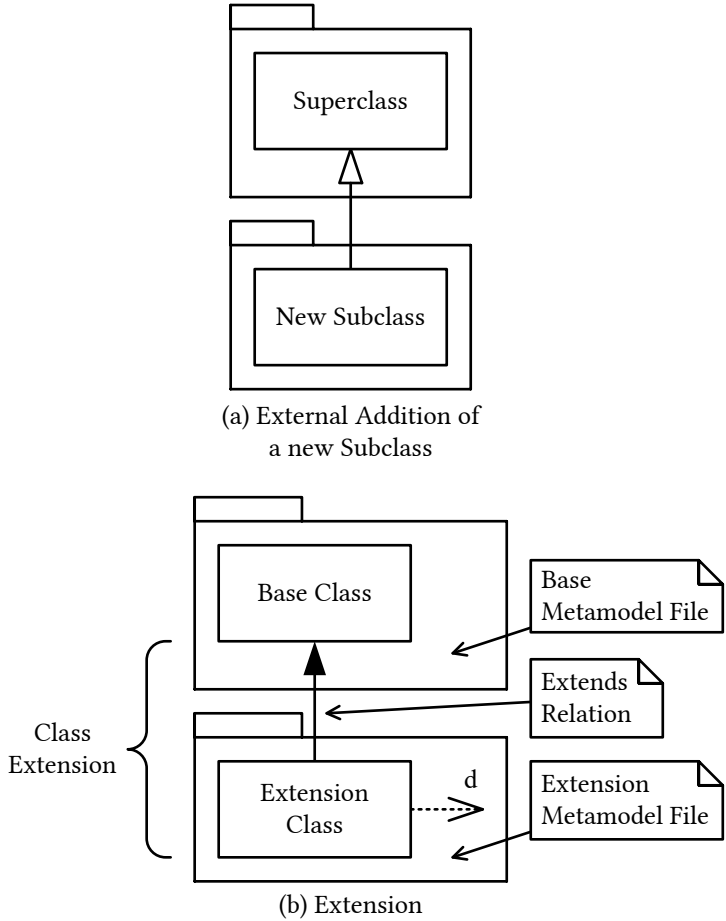 Superclass
New Subclass
(a) External Addition of
a new Subclass
Base Class
Base
Metamodel File
Extends
Relation
Class
Extension
Extension
Class
d
Extension
Metamodel File
(b) Extension